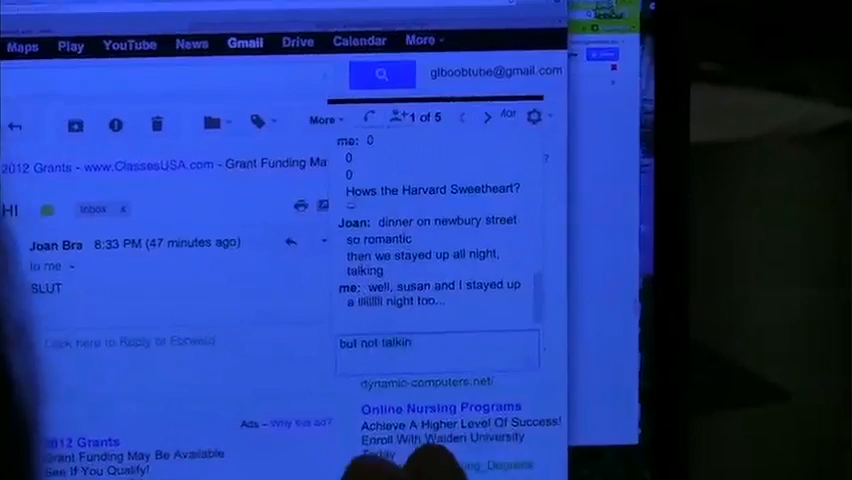 Maps Play YouTube News Gmail Drive Calendar More
glboobtube@gmail.com
More
1 of 5
2012 Grants - www.ClassesUSA.com - Grant Funding Ma
?
HI
Inbox x
Joan Bra 8:33 PM (47 minutes ago)
to me
SLUT
Click here to Reply or Forward
me: 0
0
0
Hows the Harvard Sweetheart?
Joan: dinner on newbury street
so romantic
then we stayed up all night,
talking
me: well, susan and I stayed up
a llllllll night too...
but not talkin
dynamic-computers.net/
Ads – Why this ad?
2012 Grants
Grant Funding May Be Available
See If You Qualify!
Online Nursing Programs
Achieve A Higher Level Of Success!
Enroll With Walden University
Today